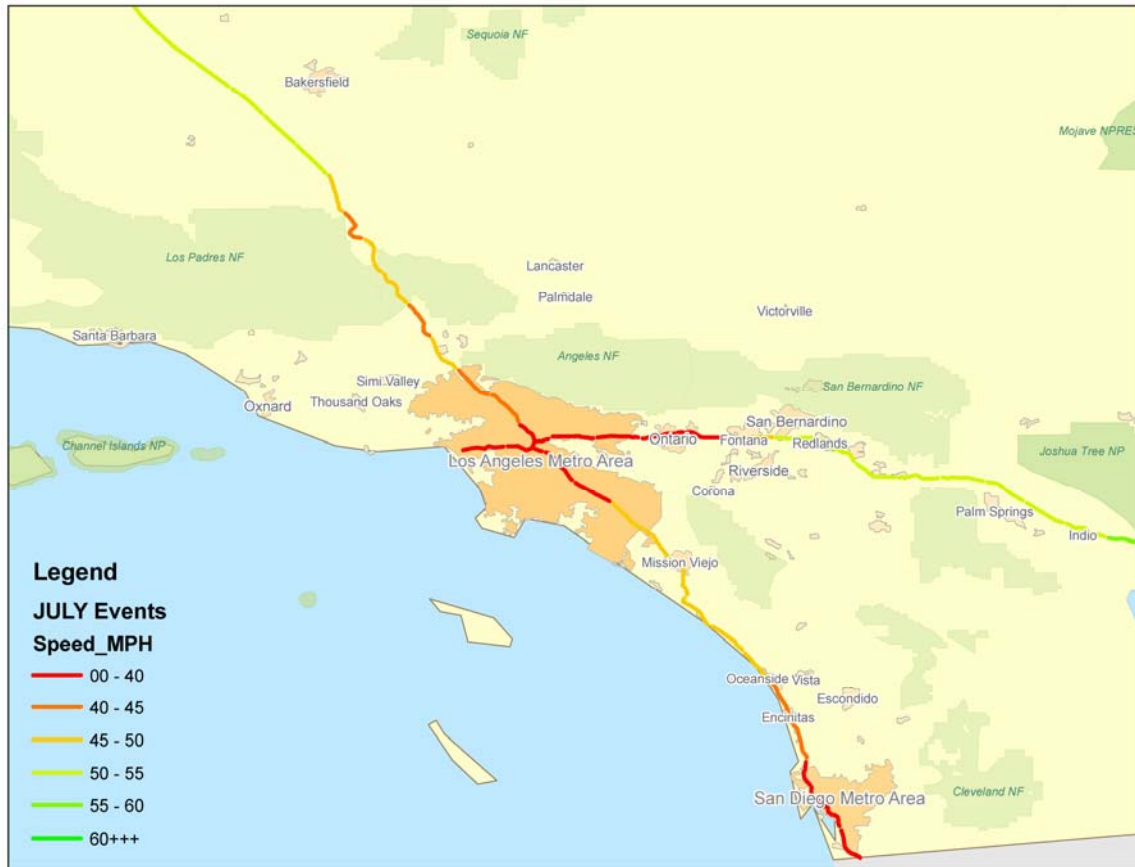 Sequoia NF
Bakersfield
Mojave NPRES
Los Padres NF
Lancaster
Palmdale
Victorville
Santa Barbara
Angeles NF
Simi Valley
San Bernardino NF
Oxnard
Thousand Oaks
San Bernardino
Channel Islands NP
Ontario
Fontana
Redlands
Los Angeles Metro Area
Riverside
Joshua Tree NP
Corona
Palm Springs
Indio
Mission Viejo
Oceanside
Vista
Escondido
Encinitas
San Diego Metro Area
Cleveland NF
Legend
JULY Events
Speed_MPH
00 - 40
40 - 45
45 - 50
50 - 55
55 - 60
60+++